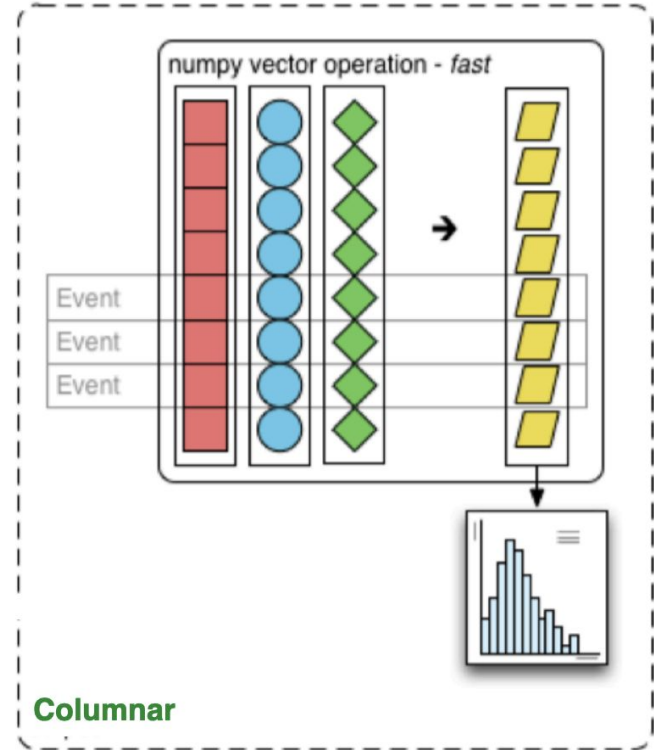 numpy vector operation - fast
Event
Event
Event
Columnar